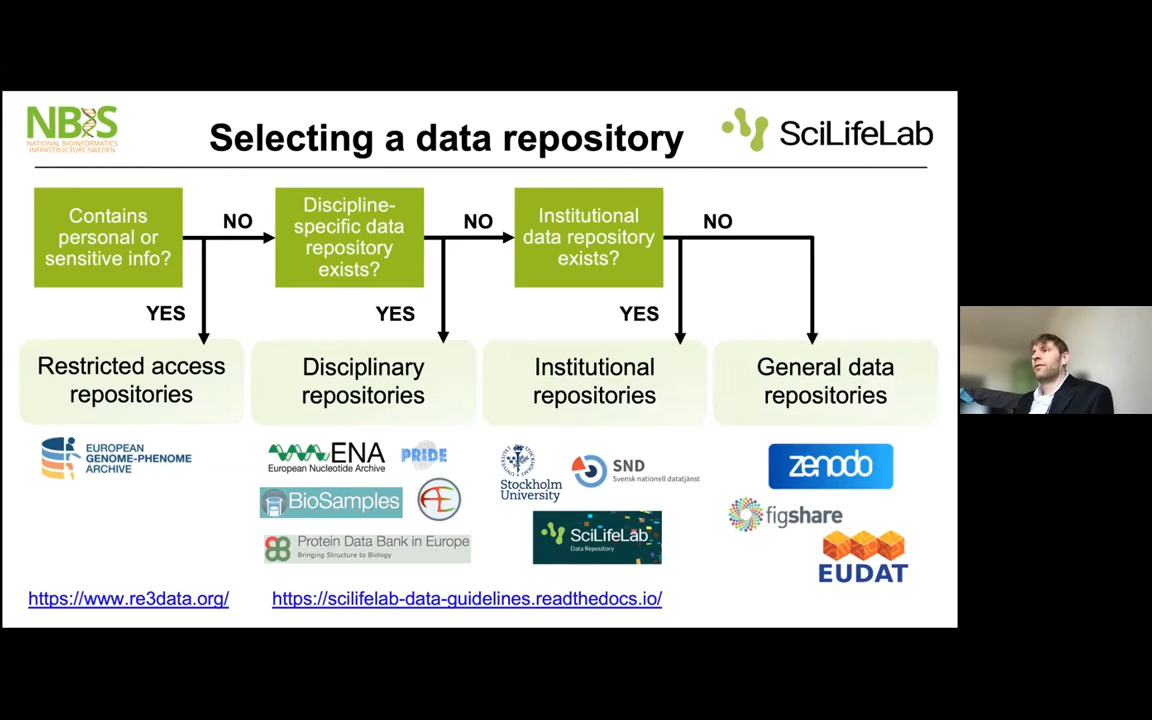 NBIS
NATIONAL BIOINFORMATICS
INFRASTRUCTURE SWEDEN
Selecting a data repository
SciLifeLab
Contains
personal or
sensitive info?
NO
Discipline-
specific data
repository
exists?
NO
Institutional
data repository
exists?
NO
YES
YES
YES
Restricted access
repositories
Disciplinary
repositories
Institutional
repositories
General data
repositories
EUROPEAN
GENOME-PHENOME
ARCHIVE
ENA
European Nucleotide Archive
PRIDE
BioSamples
AE
Protein Data Bank in Europe
Bringing Structure to Biology
Stockholm
University
SND
Svensk nationell datatjänst
SciLifeLab
Data Repository
zenodo
figshare
EUDAT
https://www.re3data.org/
https://scilifelab-data-guidelines.readthedocs.io/